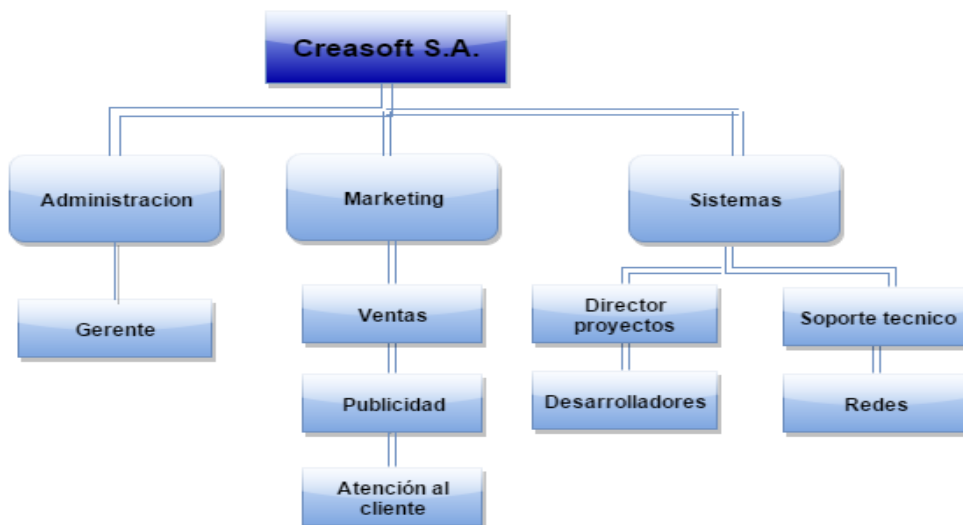 Creasoft S.A.
Administracion
Marketing
Sistemas
Gerente
Ventas
Director
proyectos
Soporte tecnico
Publicidad
Desarrolladores
Redes
Atención al
cliente